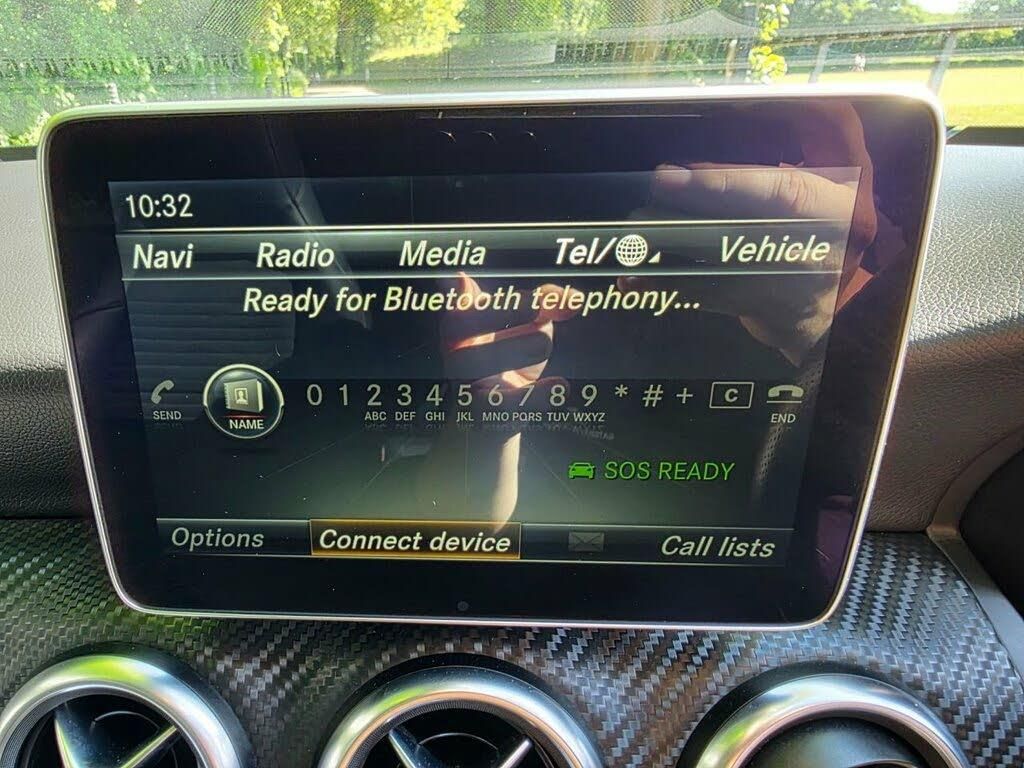 10:32
Navi Radio Media Tel/ Vehicle
Ready for Bluetooth telephony...
SEND NAME 0 1 2 3 4 5 6 7 8 9 * # + C END
ABC DEF GHI JKL MNO PQRS TUV WXYZ
SOS READY
Options Connect device Call lists